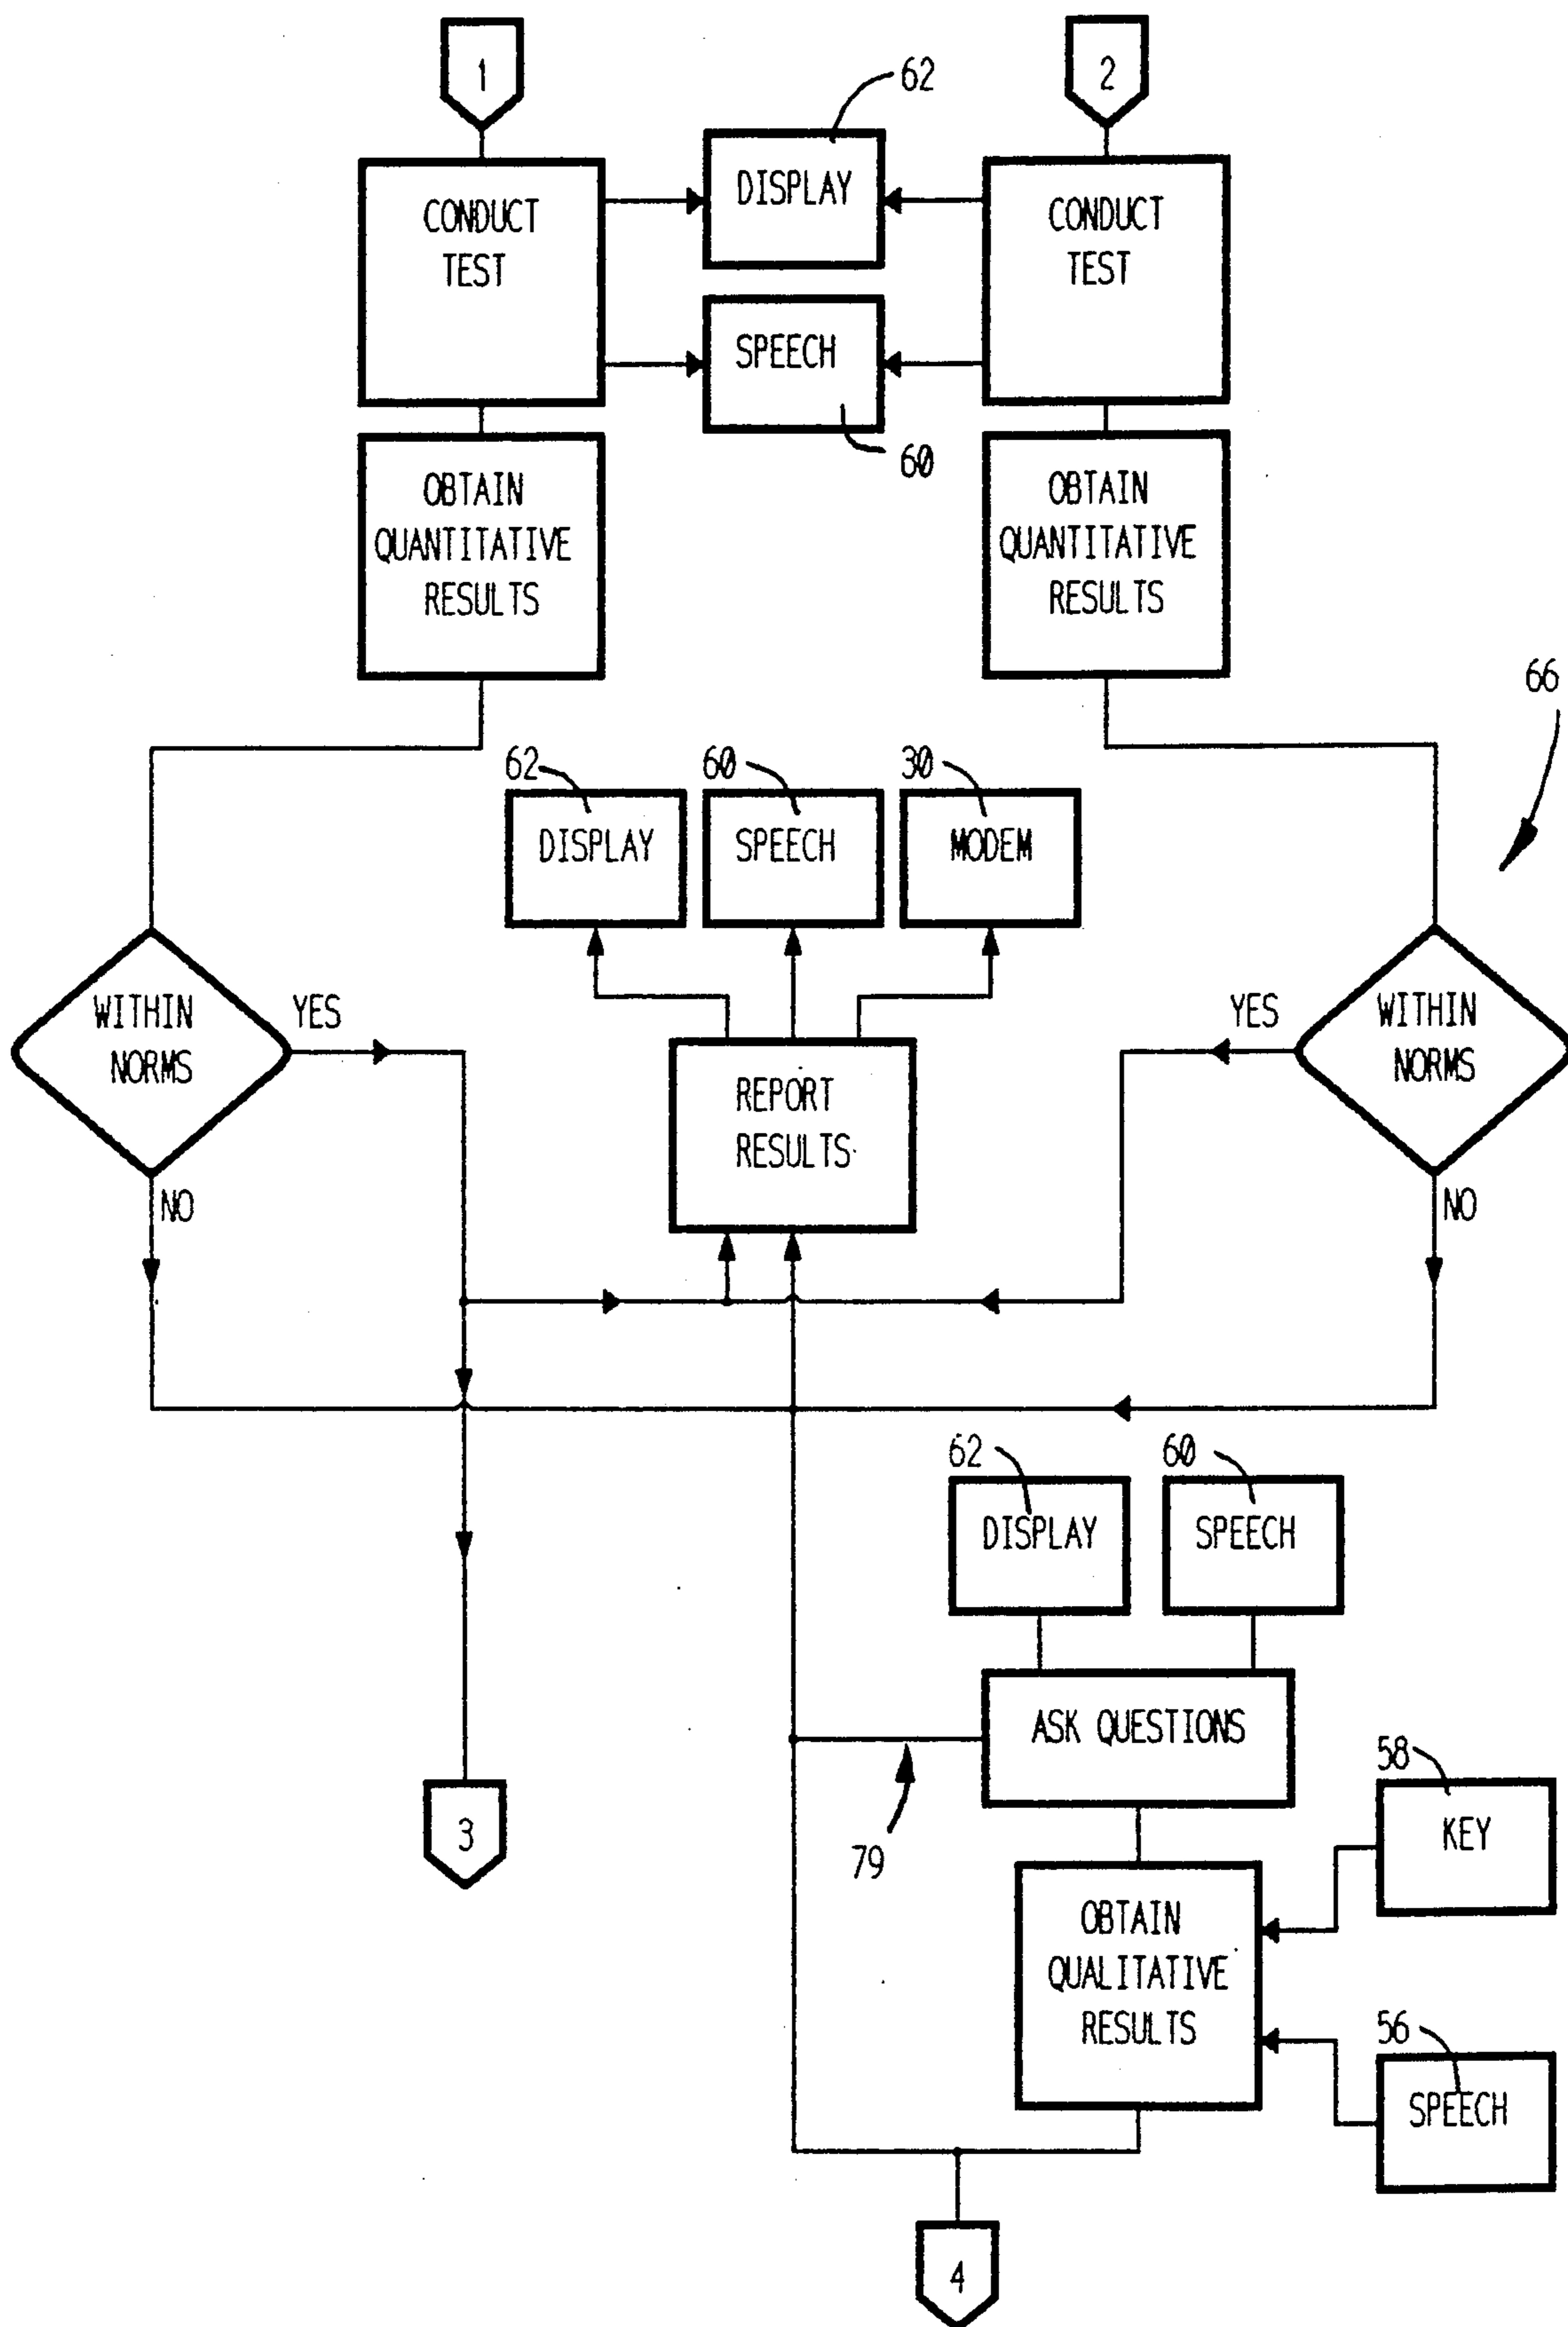 1
2
62
DISPLAY
CONDUCT
TEST
CONDUCT
TEST
SPEECH
60
OBTAIN
QUANTITATIVE
RESULTS
OBTAIN
QUANTITATIVE
RESULTS
66
62
60
30
DISPLAY
SPEECH
MODEM
WITHIN
NORMS
YES
YES
WITHIN
NORMS
REPORT
RESULTS
NO
NO
62
60
DISPLAY
SPEECH
ASK QUESTIONS
58
KEY
3
79
OBTAIN
QUALITATIVE
RESULTS
56
SPEECH
4